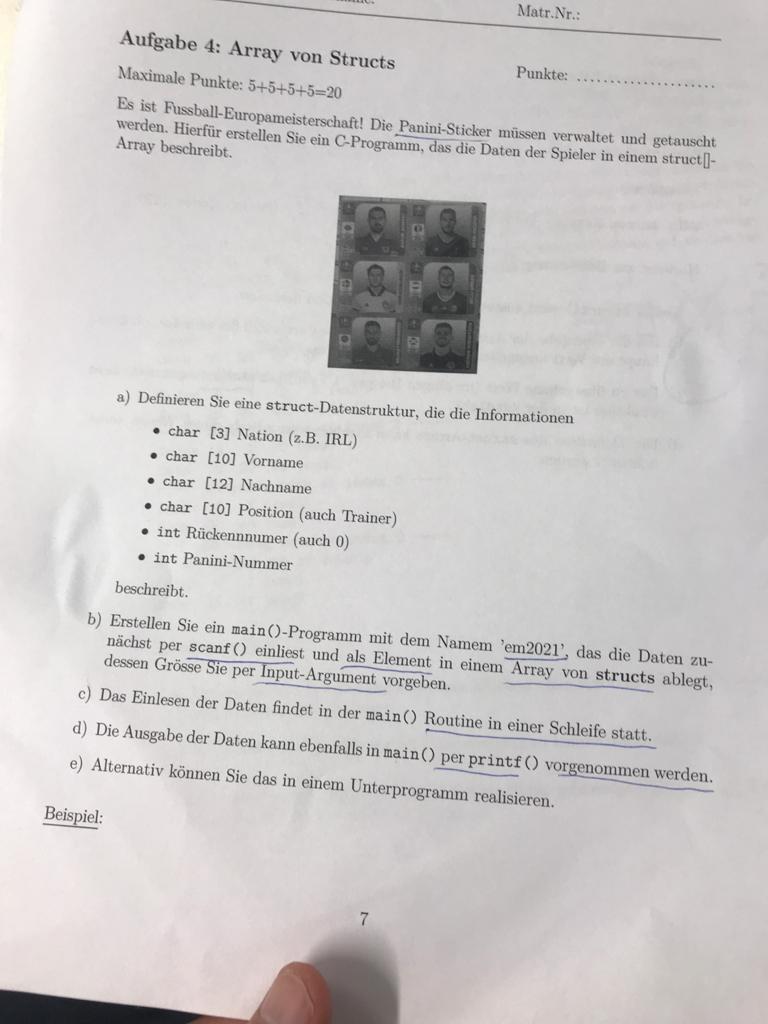 Matr.Nr.:
Aufgabe 4: Array von Structs
Punkte: ......................
Maximale Punkte: 5+5+5+5=20
Es ist Fussball-Europameisterschaft! Die Panini-Sticker müssen verwaltet und getauscht
werden. Hierfür erstellen Sie ein C-Programm, das die Daten der Spieler in einem struct[]-
Array beschreibt.
a) Definieren Sie eine struct-Datenstruktur, die die Informationen
• char [3] Nation (z.B. IRL)
• char [10] Vorname
• char [12] Nachname
• char [10] Position (auch Trainer)
• int Rückennnumer (auch 0)
• int Panini-Nummer
beschreibt.
b) Erstellen Sie ein main()-Programm mit dem Namem 'em2021', das die Daten zu-
nächst per scanf() einliest und als Element in einem Array von structs ablegt,
dessen Grösse Sie per Input-Argument vorgeben.
c) Das Einlesen der Daten findet in der main() Routine in einer Schleife statt.
d) Die Ausgabe der Daten kann ebenfalls in main() per printf() vorgenommen werden.
e) Alternativ können Sie das in einem Unterprogramm realisieren.
Beispiel:
7